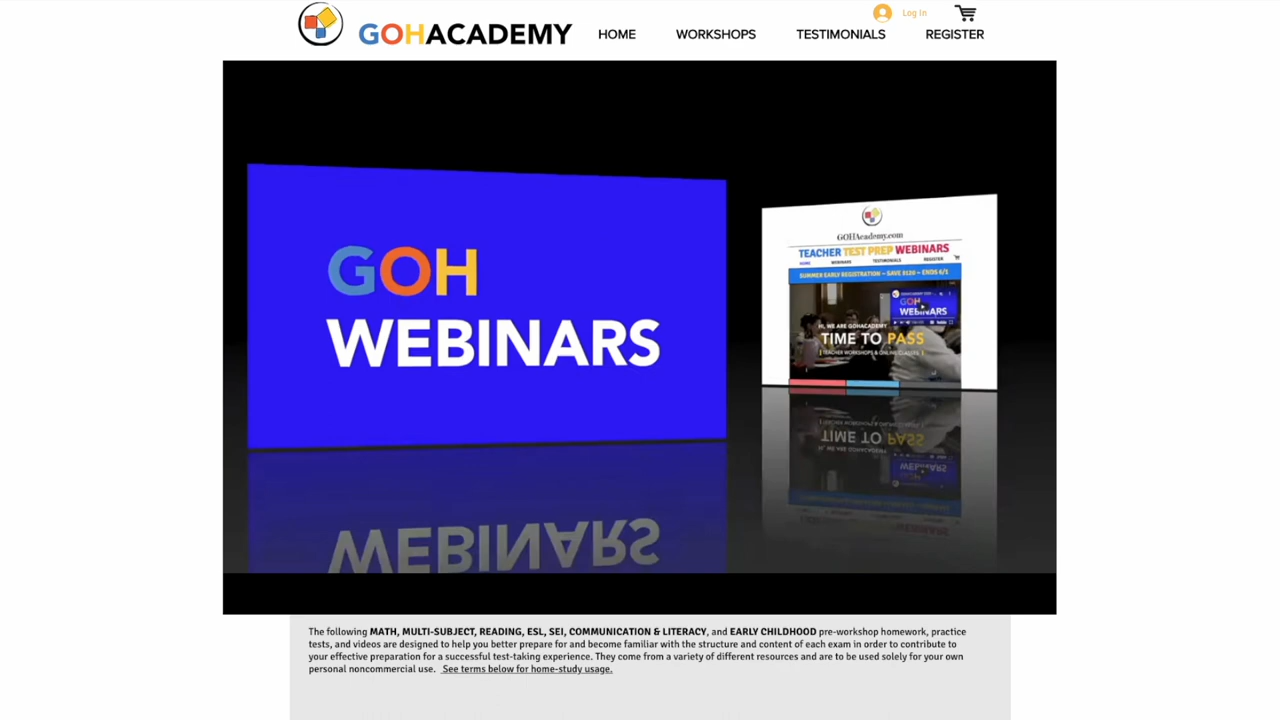 Log In
GOHACADEMY
HOME WORKSHOPS TESTIMONIALS REGISTER
GOH
WEBINARS
GOHAcademy.com
TEACHER TEST PREP WEBINARS
HOME WEBINARS TESTIMONIALS REGISTER
SUMMER EARLY REGISTRATION – SAVE $120 – ENDS 6/1
GOH
WEBINARS
HI, WE ARE GOHACADEMY
TIME TO PASS
[ TEACHER WORKSHOPS & ONLINE CLASSES ]
The following MATH, MULTI-SUBJECT, READING, ESL, SEI, COMMUNICATION & LITERACY, and EARLY CHILDHOOD pre-workshop homework, practice
tests, and videos are designed to help you better prepare for and become familiar with the structure and content of each exam in order to contribute to
your effective preparation for a successful test-taking experience. They come from a variety of different resources and are to be used solely for your own
personal noncommercial use. See terms below for home-study usage.